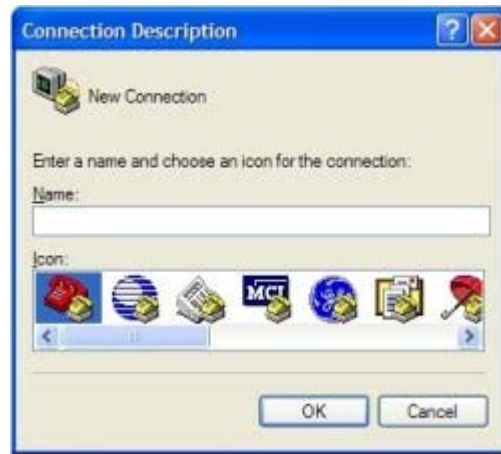 Connection Description
New Connection
Enter a name and choose an icon for the connection:
Name:
Icon:
MCI
OK Cancel